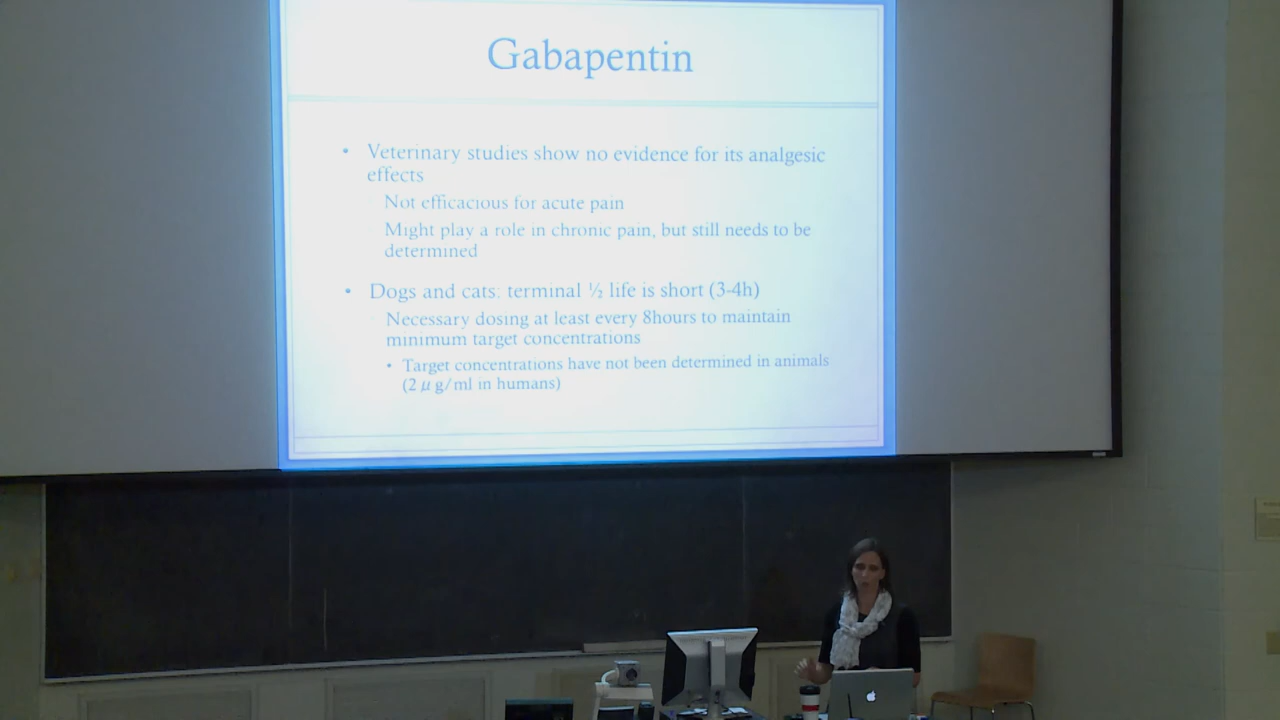 Gabapentin
• Veterinary studies show no evidence for its analgesic
effects
Not efficacious for acute pain
Might play a role in chronic pain, but still needs to be
determined
• Dogs and cats: terminal ½ life is short (3-4h)
Necessary dosing at least every 8hours to maintain
minimum target concentrations
• Target concentrations have not been determined in animals
(2 μ g/ml in humans)